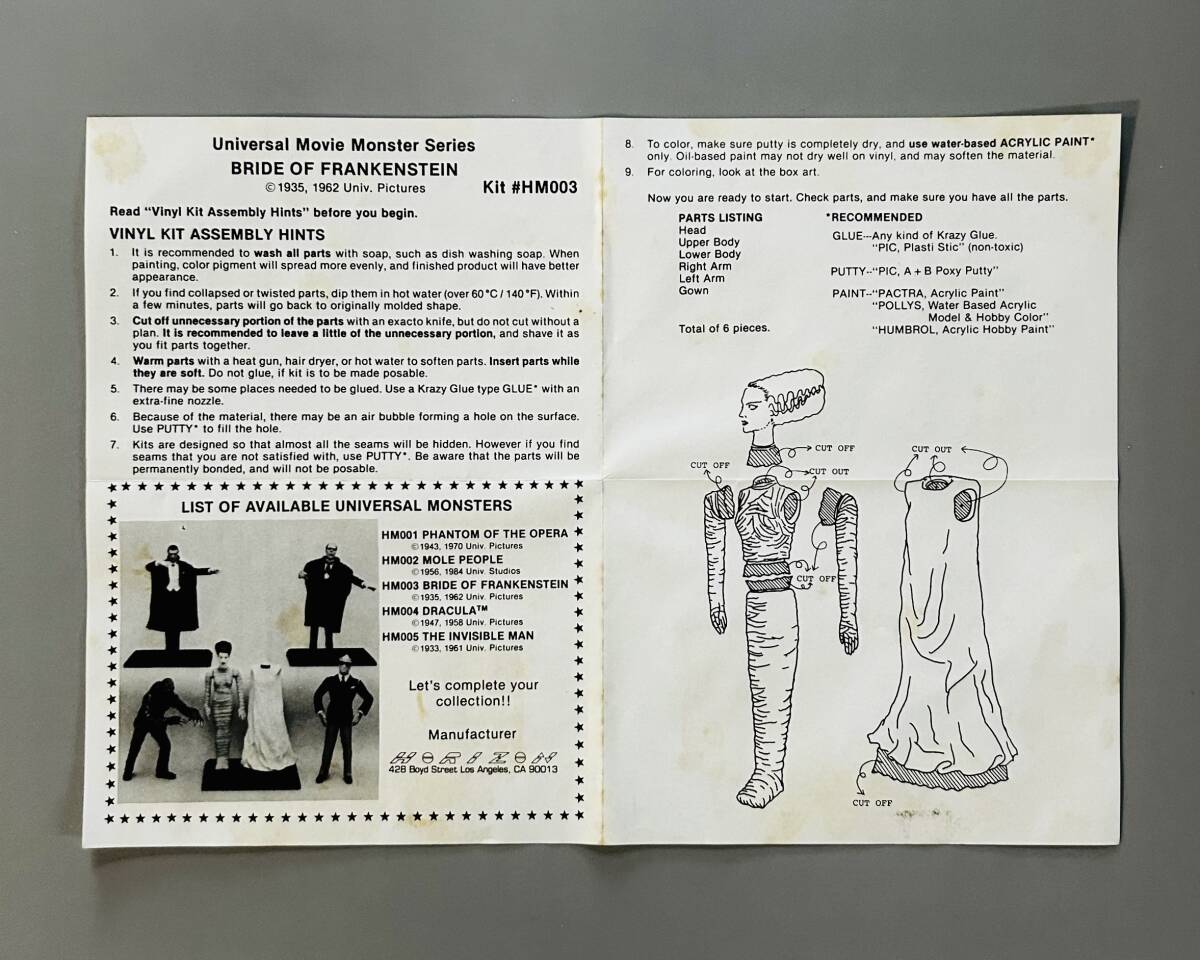 Universal Movie Monster Series
BRIDE OF FRANKENSTEIN
©1935, 1962 Univ. Pictures
Kit #HM003
Read "Vinyl Kit Assembly Hints" before you begin.
VINYL KIT ASSEMBLY HINTS
1. It is recommended to wash all parts with soap, such as dish washing soap. When
painting, color pigment will spread more evenly, and finished product will have better
appearance.
2. If you find collapsed or twisted parts, dip them in hot water (over 60°C / 140°F). Within
a few minutes, parts will go back to originally molded shape.
3. Cut off unnecessary portion of the parts with an exacto knife, but do not cut without a
plan. It is recommended to leave a little of the unnecessary portion, and shave it as
you fit parts together.
4. Warm parts with a heat gun, hair dryer, or hot water to soften parts. Insert parts while
they are soft. Do not glue, if kit is to be made posable.
5. There may be some places needed to be glued. Use a Krazy Glue type GLUE* with an
extra-fine nozzle.
6. Because of the material, there may be an air bubble forming a hole on the surface.
Use PUTTY* to fill the hole.
7. Kits are designed so that almost all the seams will be hidden. However if you find
seams that you are not satisfied with, use PUTTY*. Be aware that the parts will be
permanently bonded, and will not be posable.
LIST OF AVAILABLE UNIVERSAL MONSTERS
HM001 PHANTOM OF THE OPERA
©1943, 1970 Univ. Pictures
HM002 MOLE PEOPLE
©1956, 1984 Univ. Studios
HM003 BRIDE OF FRANKENSTEIN
©1935, 1962 Univ. Pictures
HM004 DRACULA™
©1947, 1958 Univ. Pictures
HM005 THE INVISIBLE MAN
©1933, 1961 Univ. Pictures
Let's complete your
collection!!
Manufacturer
HORIZON
428 Boyd Street Los Angeles, CA 90013
8. To color, make sure putty is completely dry, and use water-based ACRYLIC PAINT*
only. Oil-based paint may not dry well on vinyl, and may soften the material.
9. For coloring, look at the box art.
Now you are ready to start. Check parts, and make sure you have all the parts.
PARTS LISTING
Head
Upper Body
Lower Body
Right Arm
Left Arm
Gown
Total of 6 pieces.
*RECOMMENDED
GLUE---Any kind of Krazy Glue.
"PIC, Plasti Stic" (non-toxic)
PUTTY--"PIC, A + B Poxy Putty"
PAINT--"PACTRA, Acrylic Paint"
"POLLYS, Water Based Acrylic
Model & Hobby Color"
"HUMBROL, Acrylic Hobby Paint"
CUT OFF
CUT OFF
CUT OUT
CUT OUT
CUT OFF
CUT OFF